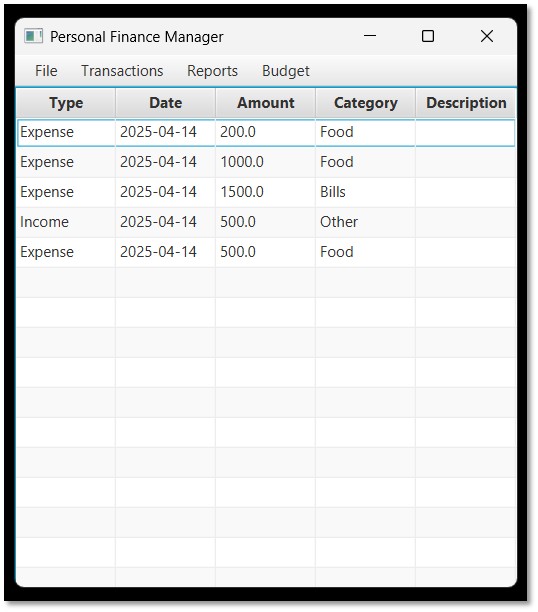 Personal Finance Manager
File Transactions Reports Budget
Type Date Amount Category Description
Expense 2025-04-14 200.0 Food
Expense 2025-04-14 1000.0 Food
Expense 2025-04-14 1500.0 Bills
Income 2025-04-14 500.0 Other
Expense 2025-04-14 500.0 Food